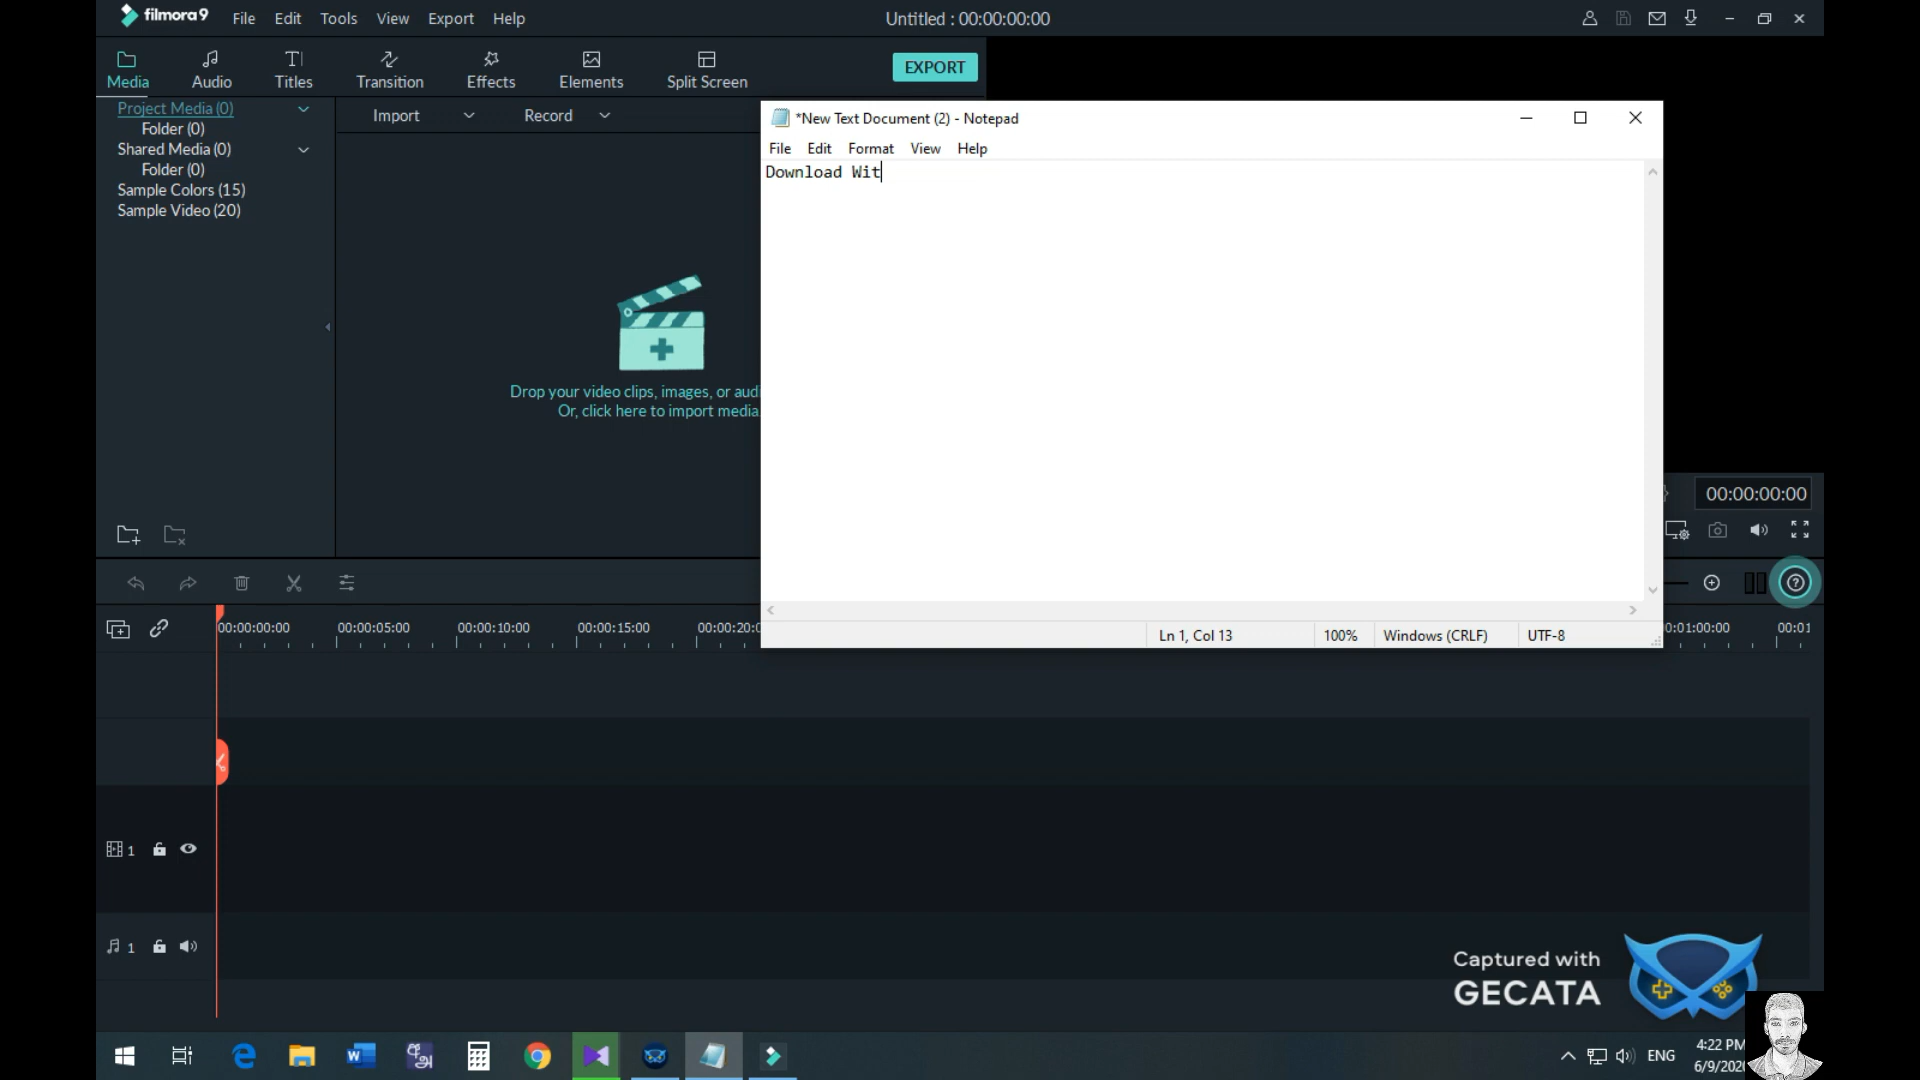 filmora9
File Edit Tools View Export Help
Untitled : 00:00:00:00
Media Audio Titles Transition Effects Elements Split Screen
EXPORT
Project Media (0)
Folder (0)
Shared Media (0)
Folder (0)
Sample Colors (15)
Sample Video (20)
Import Record
Drop your video clips, images, or aud
Or, click here to import media.
*New Text Document (2) - Notepad
File Edit Format View Help
Download Wit
Ln 1, Col 13 100% Windows (CRLF) UTF-8
00:00:00:00
00:00:00:00 00:00:05:00 00:00:10:00 00:00:15:00 00:00:20:0 0:01:00:00 00:01
1
1
Captured with
GECATA
ENG
4:22 PM
6/9/202